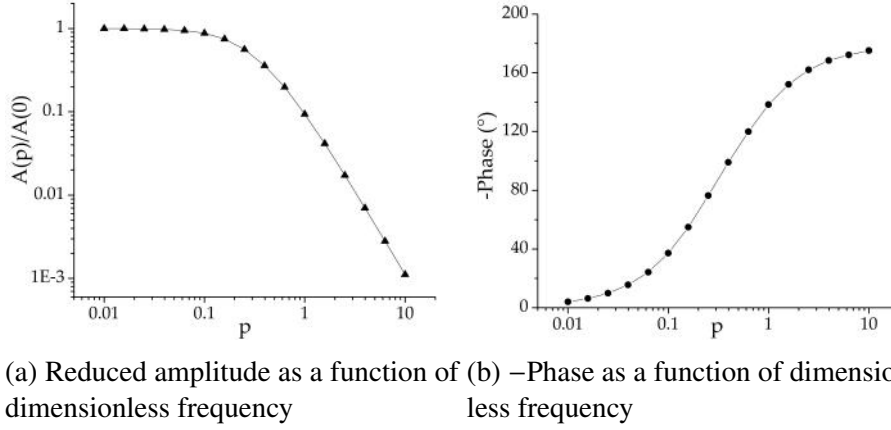 1
0.1
0.01
1E-3
A(p)/A(0)
0.01
0.1
1
10
p
200
160
120
80
40
0
-Phase (°)
0.01
0.1
1
10
p
(a) Reduced amplitude as a function of
dimensionless frequency
(b) −Phase as a function of dimensio
less frequency